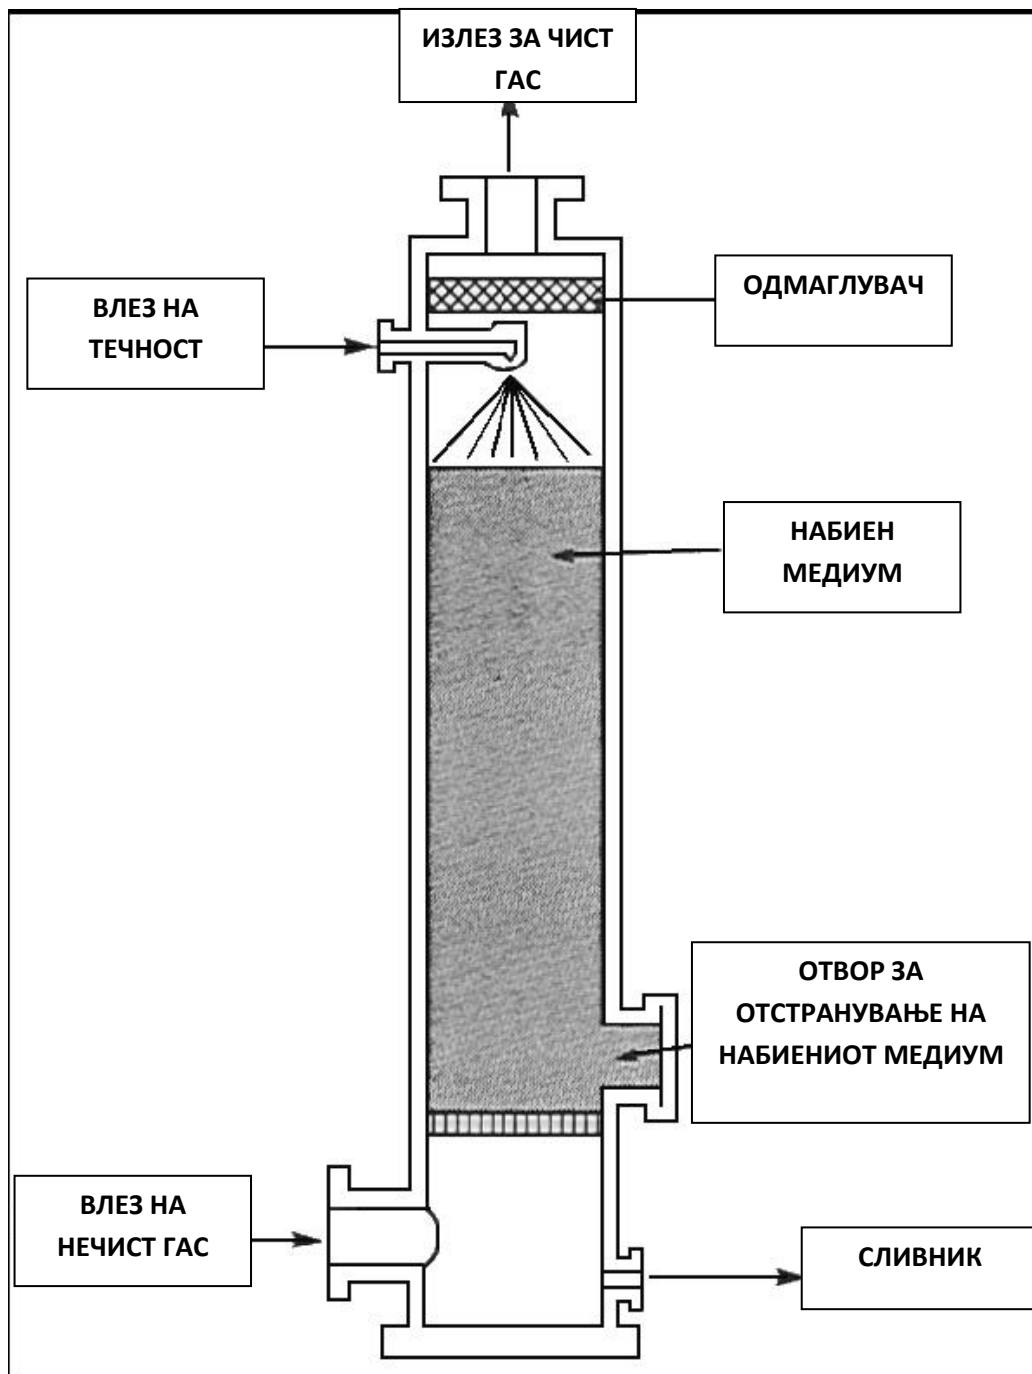 ИЗЛЕЗ ЗА ЧИСТ
ГАС
ОДМАГЛУВАЧ
ВЛЕЗ НА
ТЕЧНОСТ
НАБИЕН
МЕДИУМ
ОТВОР ЗА
ОТСТРАНУВАЊЕ НА
НАБИЕНИОТ МЕДИУМ
ВЛЕЗ НА
НЕЧИСТ ГАС
СЛИВНИК